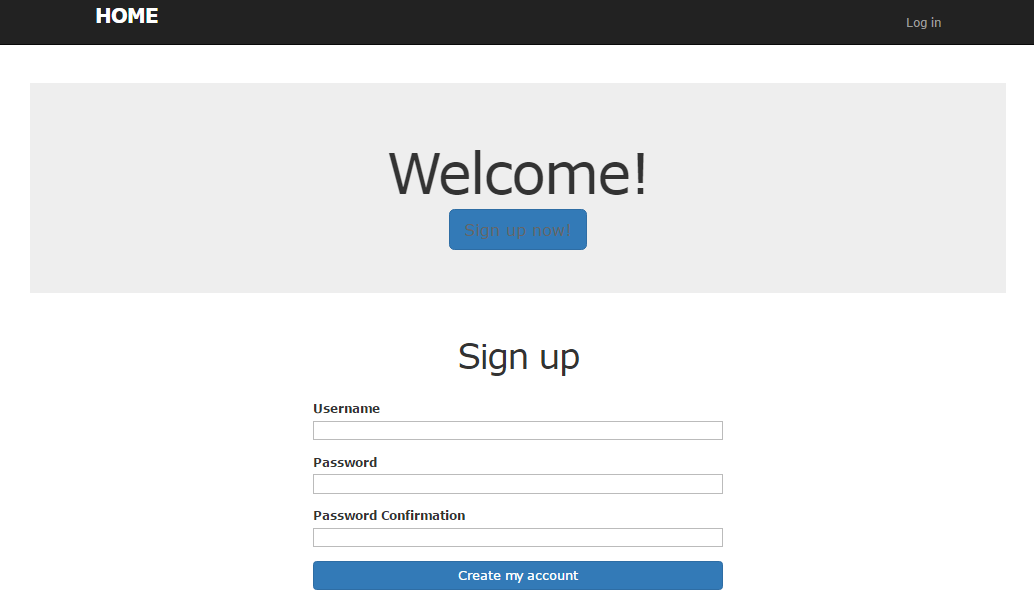 HOME
Log in
Welcome!
Sign up now!
Sign up
Username
Password
Password Confirmation
Create my account